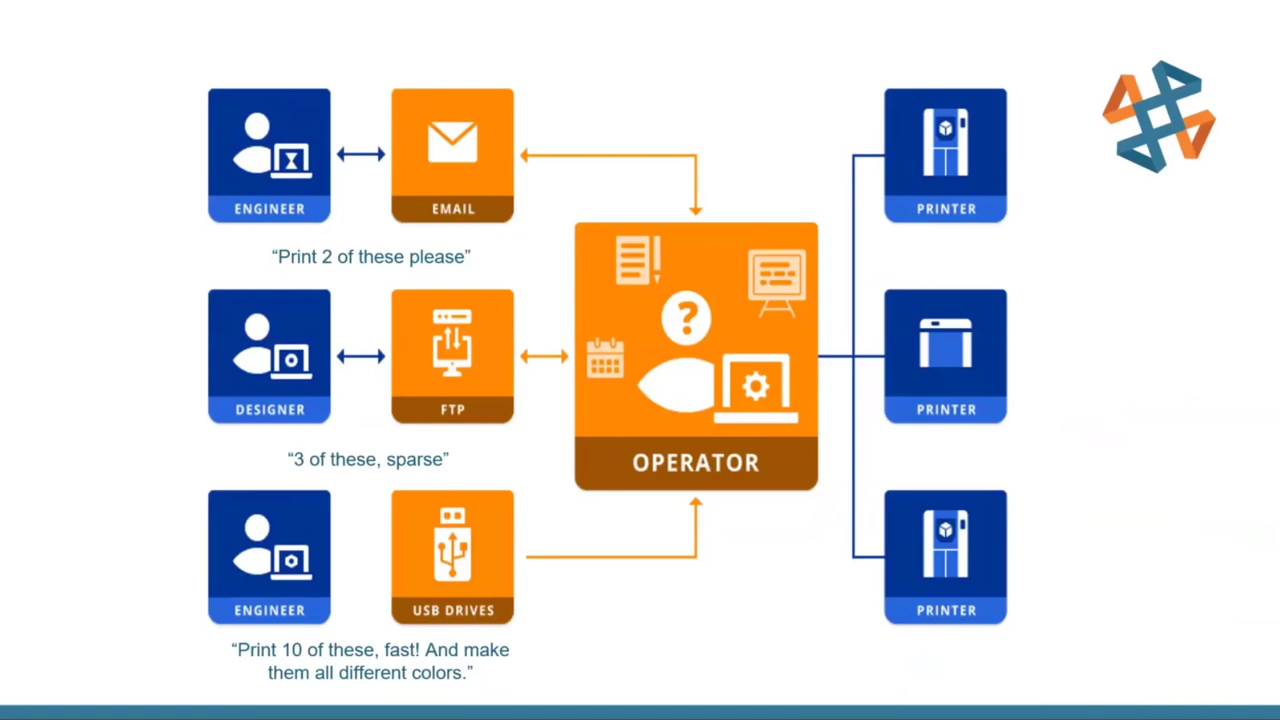 ENGINEER
EMAIL
PRINTER
“Print 2 of these please”
DESIGNER
FTP
OPERATOR
PRINTER
“3 of these, sparse”
ENGINEER
USB DRIVES
PRINTER
“Print 10 of these, fast! And make
them all different colors.”
?